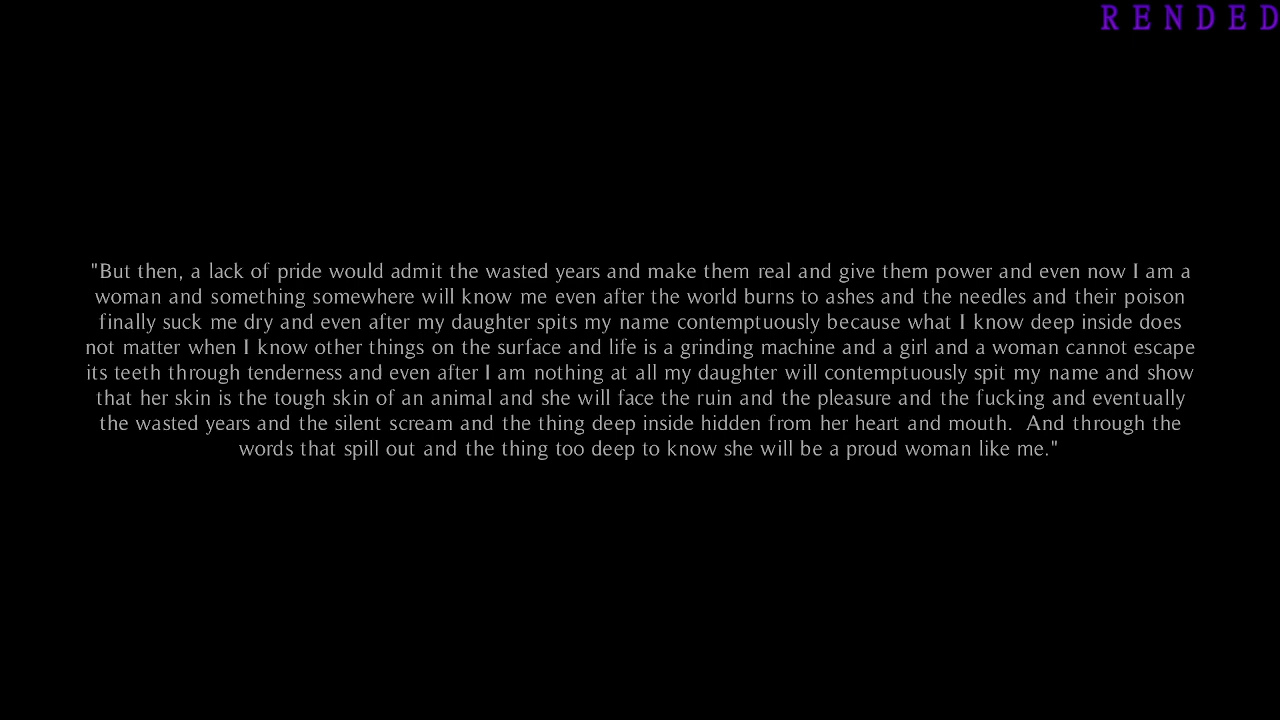 R E N D E D
"But then, a lack of pride would admit the wasted years and make them real and give them power and even now I am a
woman and something somewhere will know me even after the world burns to ashes and the needles and their poison
finally suck me dry and even after my daughter spits my name contemptuously because what I know deep inside does
not matter when I know other things on the surface and life is a grinding machine and a girl and a woman cannot escape
its teeth through tenderness and even after I am nothing at all my daughter will contemptuously spit my name and show
that her skin is the tough skin of an animal and she will face the ruin and the pleasure and the fucking and eventually
the wasted years and the silent scream and the thing deep inside hidden from her heart and mouth.  And through the
words that spill out and the thing too deep to know she will be a proud woman like me."